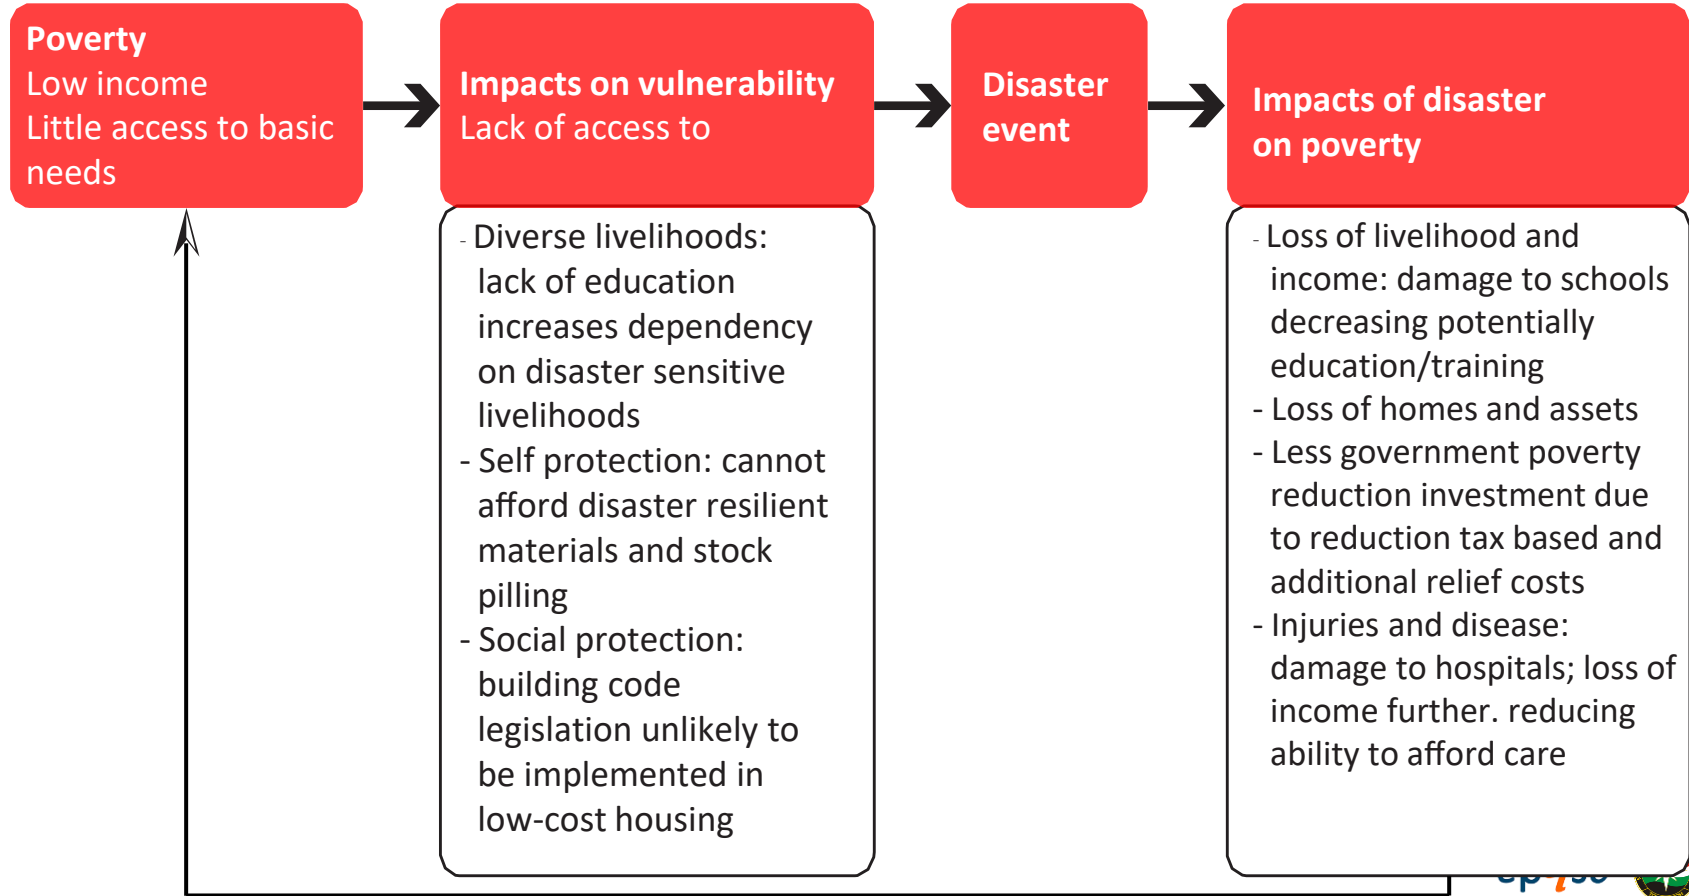 Poverty
Low income
Little access to basic
needs
Impacts on vulnerability
Lack of access to
Disaster
event
Impacts of disaster
on poverty
- Diverse livelihoods:
lack of education
increases dependency
on disaster sensitive
livelihoods
- Self protection: cannot
afford disaster resilient
materials and stock
pilling
- Social protection:
building code
legislation unlikely to
be implemented in
low-cost housing
- Loss of livelihood and
income: damage to schools
decreasing potentially
education/training
- Loss of homes and assets
- Less government poverty
reduction investment due
to reduction tax based and
additional relief costs
- Injuries and disease:
damage to hospitals; loss of
income further. reducing
ability to afford care